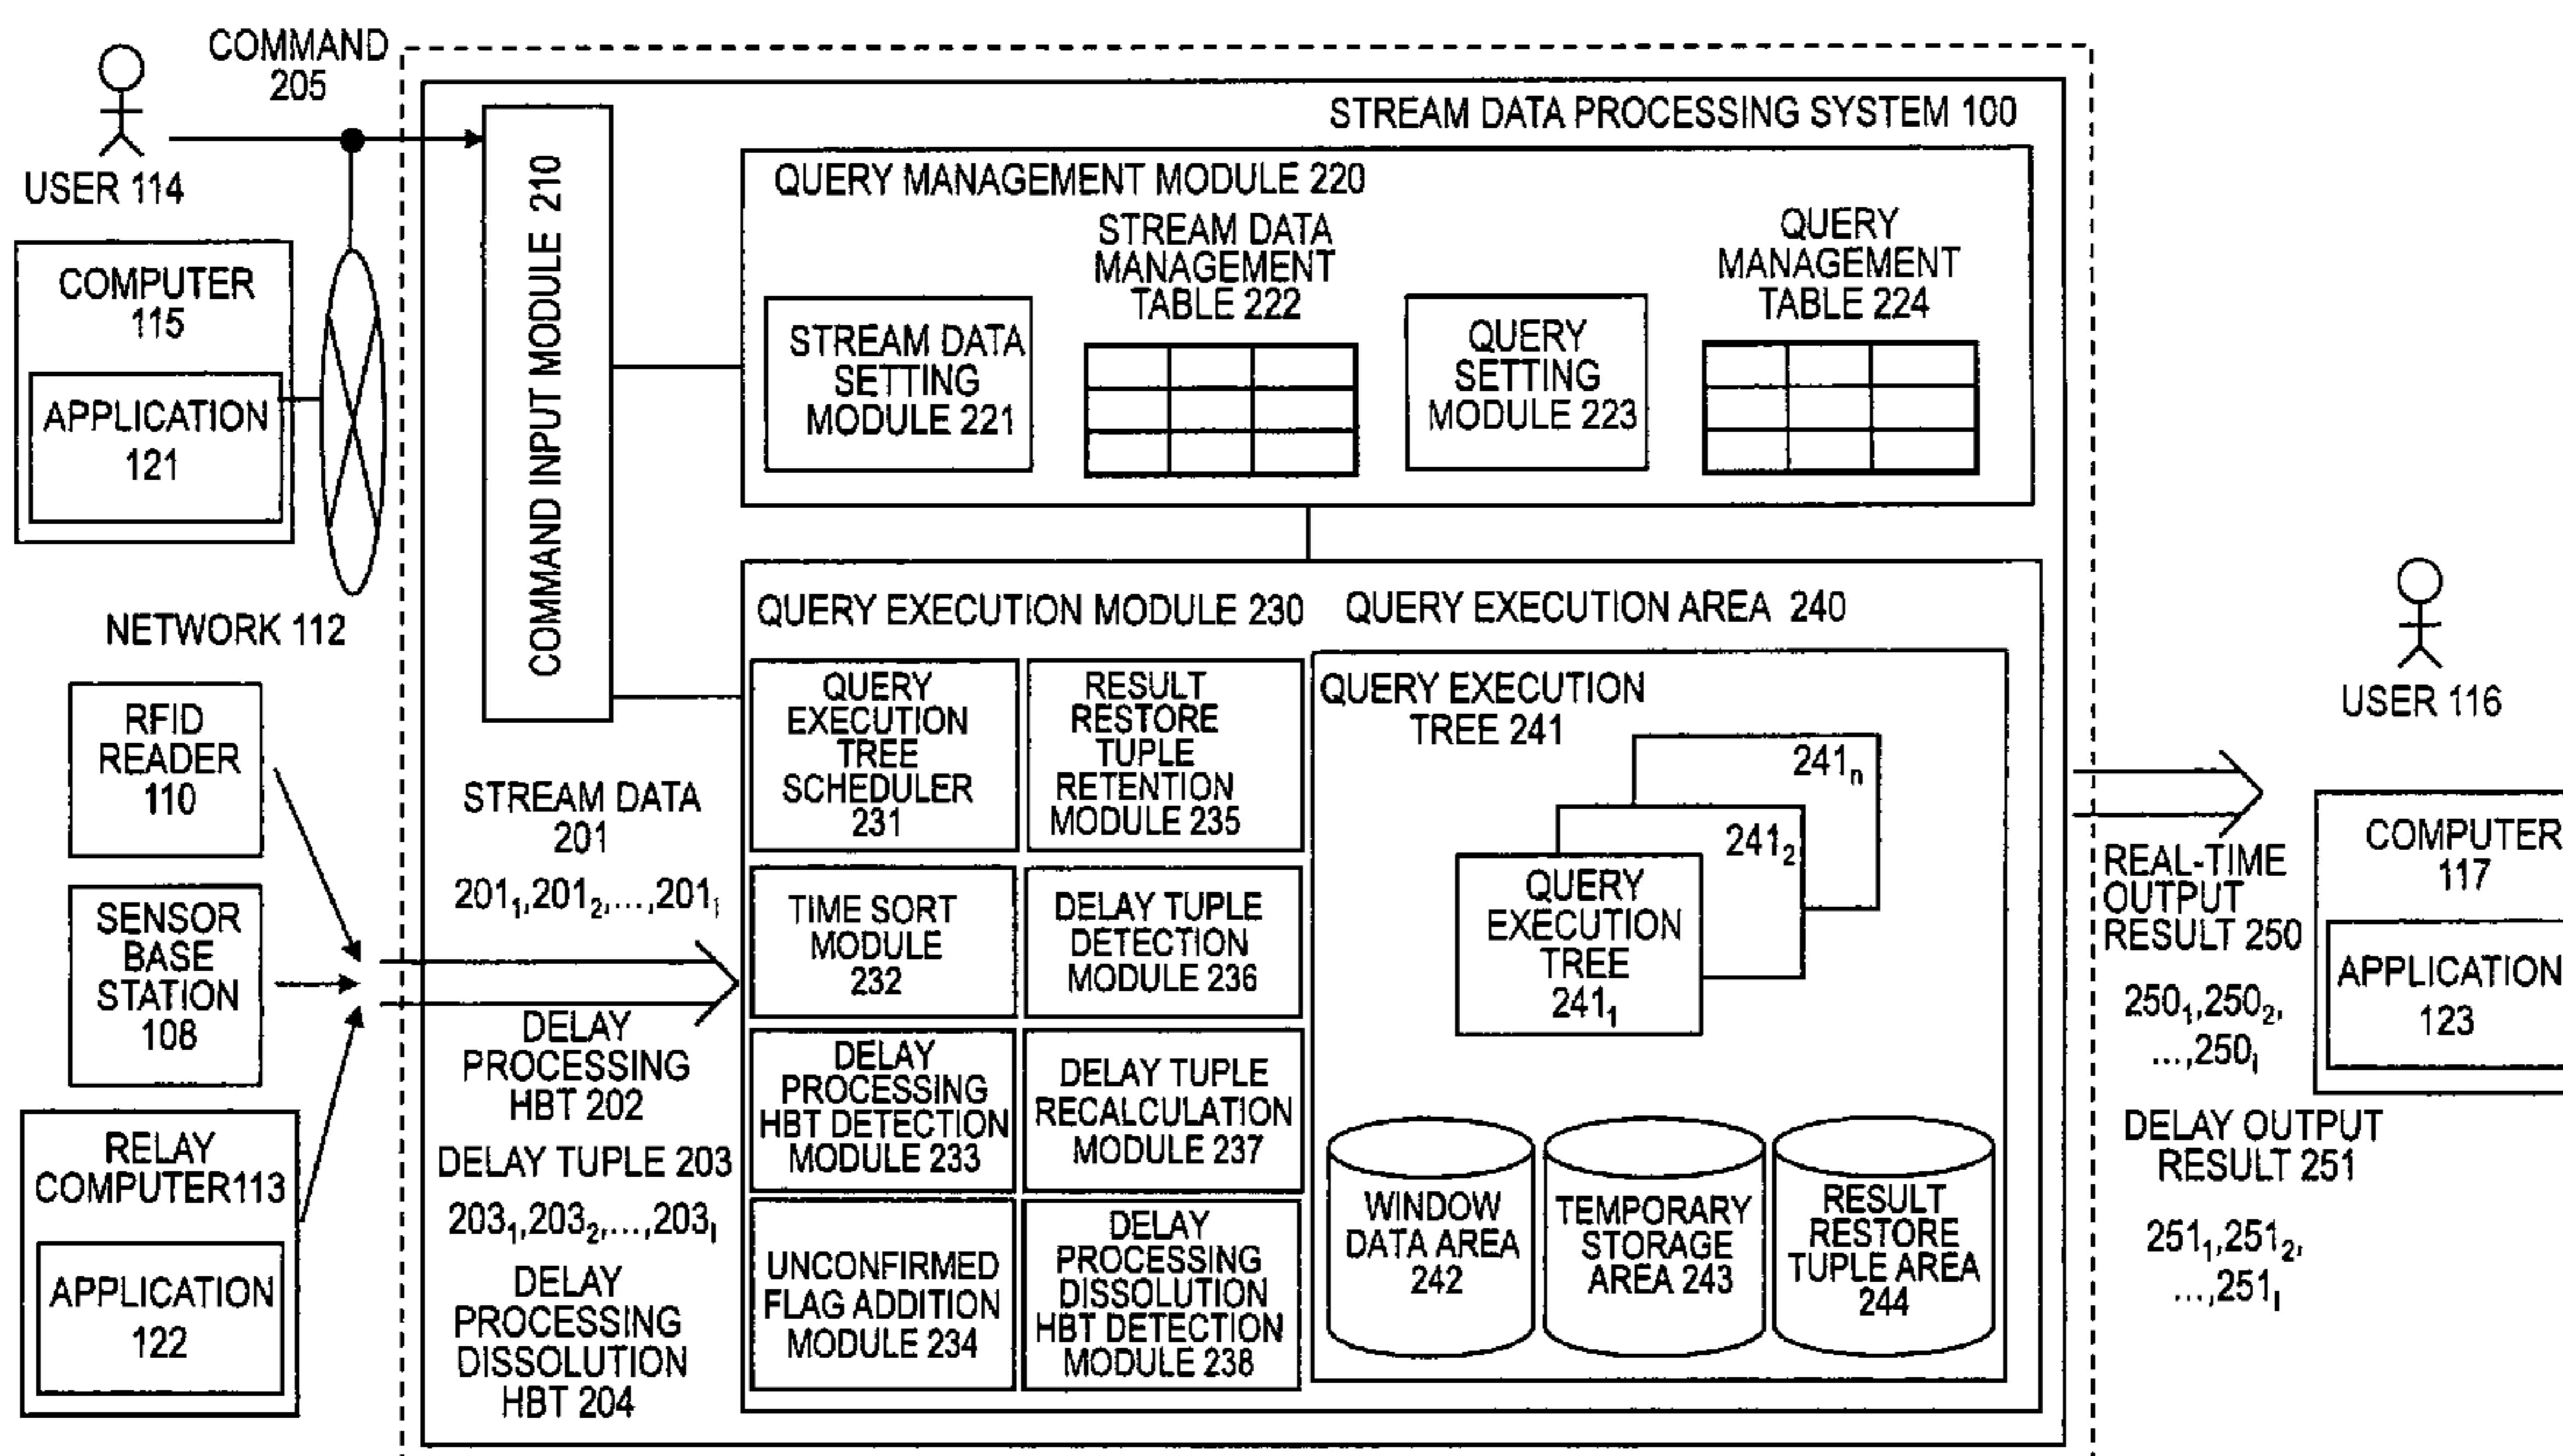 COMMAND
205
USER 114
COMPUTER
115
APPLICATION
121
NETWORK 112
RFID
READER
110
SENSOR
BASE
STATION
108
RELAY
COMPUTER113
APPLICATION
122
STREAM DATA PROCESSING SYSTEM 100
COMMAND INPUT MODULE 210
QUERY MANAGEMENT MODULE 220
STREAM DATA
SETTING
MODULE 221
STREAM DATA
MANAGEMENT
TABLE 222
QUERY
SETTING
MODULE 223
QUERY
MANAGEMENT
TABLE 224
STREAM DATA
201
201₁,201₂,...,201ᵢ
DELAY
PROCESSING
HBT 202
DELAY TUPLE 203
203₁,203₂,...,203ᵢ
DELAY
PROCESSING
DISSOLUTION
HBT 204
QUERY EXECUTION MODULE 230
QUERY
EXECUTION
TREE
SCHEDULER
231
RESULT
RESTORE
TUPLE
RETENTION
MODULE 235
TIME SORT
MODULE
232
DELAY TUPLE
DETECTION
MODULE 236
DELAY
PROCESSING
HBT DETECTION
MODULE 233
DELAY TUPLE
RECALCULATION
MODULE 237
UNCONFIRMED
FLAG ADDITION
MODULE 234
DELAY
PROCESSING
DISSOLUTION
HBT DETECTION
MODULE 238
QUERY EXECUTION AREA 240
QUERY EXECUTION
TREE 241
241ₙ
241₂
QUERY
EXECUTION
TREE
241₁
WINDOW
DATA AREA
242
TEMPORARY
STORAGE
AREA 243
RESULT
RESTORE
TUPLE AREA
244
REAL-TIME
OUTPUT
RESULT 250
250₁,250₂,
...,250ᵢ
DELAY OUTPUT
RESULT 251
251₁,251₂,
...,251ᵢ
USER 116
COMPUTER
117
APPLICATION
123